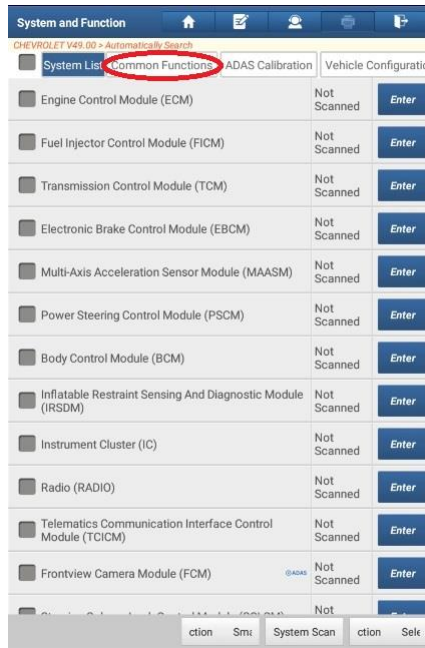 System and Function
CHEVROLET V49.00 > Automatically Search
System List Common Functions ADAS Calibration Vehicle Configuratio
Engine Control Module (ECM) Not Scanned Enter
Fuel Injector Control Module (FICM) Not Scanned Enter
Transmission Control Module (TCM) Not Scanned Enter
Electronic Brake Control Module (EBCM) Not Scanned Enter
Multi-Axis Acceleration Sensor Module (MAASM) Not Scanned Enter
Power Steering Control Module (PSCM) Not Scanned Enter
Body Control Module (BCM) Not Scanned Enter
Inflatable Restraint Sensing And Diagnostic Module (IRSDM) Not Scanned Enter
Instrument Cluster (IC) Not Scanned Enter
Radio (RADIO) Not Scanned Enter
Telematics Communication Interface Control Module (TCICM) Not Scanned Enter
Frontview Camera Module (FCM) ADAS Not Scanned Enter
Not
ction Sma System Scan ction Sele